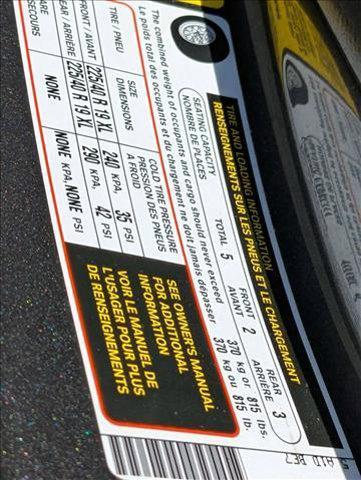 TIRE AND LOADING INFORMATION
RENSEIGNEMENTS SUR LES PNEUS ET LE CHARGEMENT
SEATING CAPACITY
NOMBRE DE PLACES
TOTAL 5
FRONT
AVANT 2
REAR
ARRIÈRE 3
The combined weight of occupants and cargo should never exceed 370 kg or 815 lbs.
Le poids total des occupants et du chargement ne doit jamais dépasser 370 kg ou 815 lb.
TIRE / PNEU
SIZE
DIMENSIONS
COLD TIRE PRESSURE
PRESSION DES PNEUS
A FROID
FRONT / AVANT
225/40 R 19 XL
240 KPA, 35 PSI
EAR / ARRIÈRE
225/40 R 19 XL
290 KPA, 42 PSI
ARE
SECOURS
NONE
NONE KPA, NONE PSI
SEE OWNER'S MANUAL
FOR ADDITIONAL
INFORMATION
VOIR LE MANUEL DE
L'USAGER POUR PLUS
DE RENSEIGNEMENTS